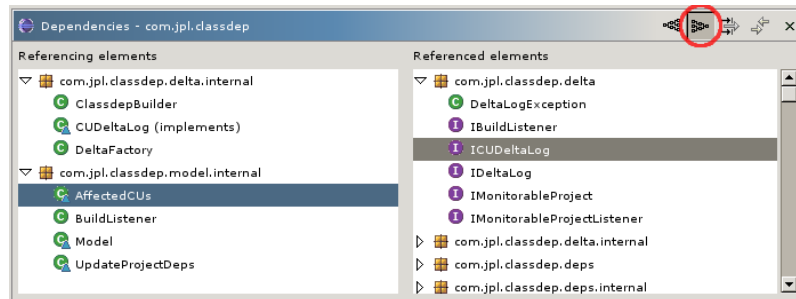 Dependencies - com.jpl.classdep
Referencing elements
com.jpl.classdep.delta.internal
ClassdepBuilder
CUDeltaLog (implements)
DeltaFactory
com.jpl.classdep.model.internal
AffectedCUs
BuildListener
Model
UpdateProjectDeps
Referenced elements
com.jpl.classdep.delta
DeltaLogException
IBuildListener
ICUDeltaLog
IDeltaLog
IMonitorableProject
IMonitorableProjectListener
com.jpl.classdep.delta.internal
com.jpl.classdep.deps
com.jpl.classdep.deps.internal